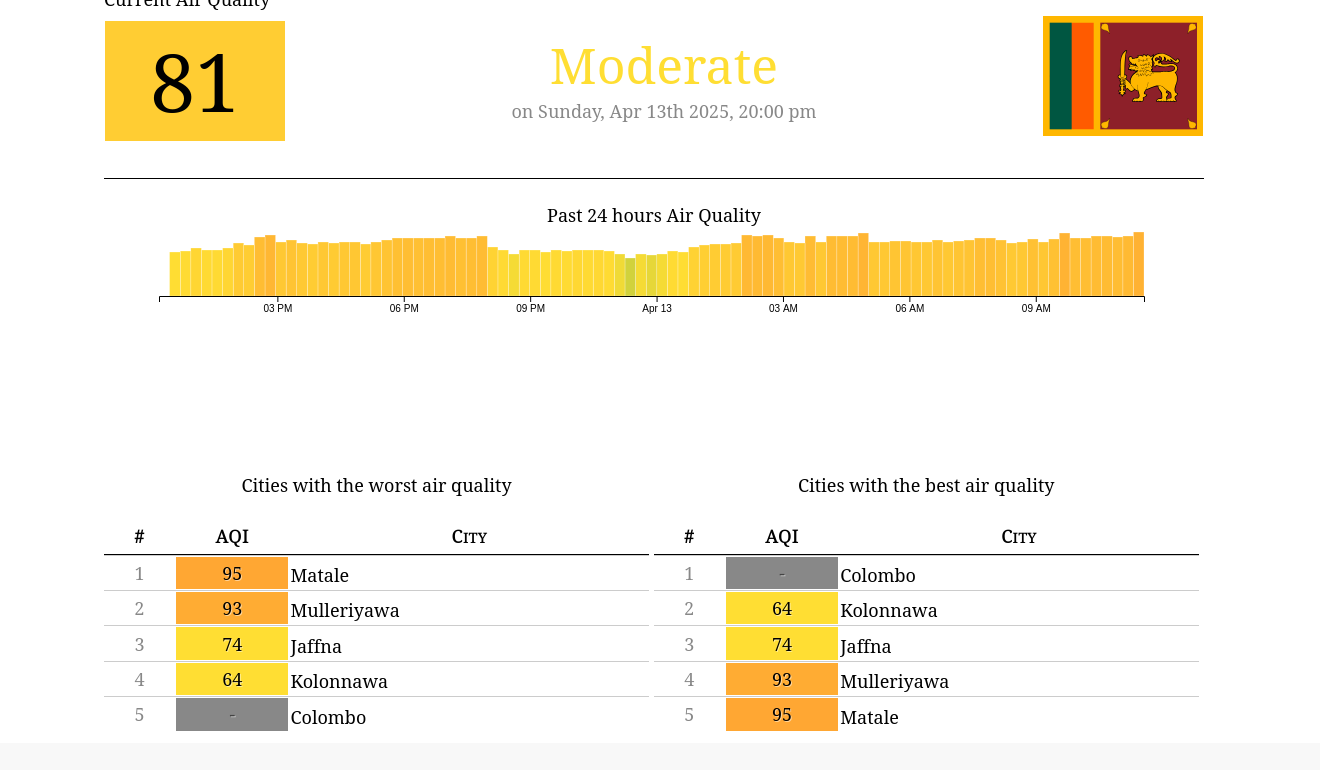 Current Air Quality
81
Moderate
on Sunday, Apr 13th 2025, 20:00 pm
Past 24 hours Air Quality
03 PM 06 PM 09 PM Apr 13 03 AM 06 AM 09 AM
Cities with the worst air quality
# AQI City
1 95 Matale
2 93 Mulleriyawa
3 74 Jaffna
4 64 Kolonnawa
5 - Colombo
Cities with the best air quality
# AQI City
1 - Colombo
2 64 Kolonnawa
3 74 Jaffna
4 93 Mulleriyawa
5 95 Matale